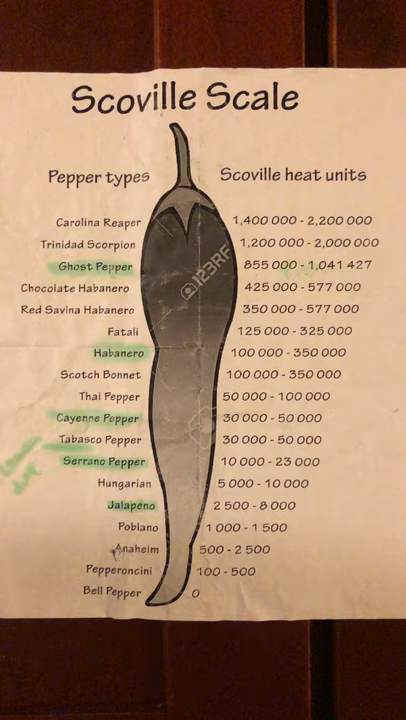 Scoville Scale
Pepper types Scoville heat units
Carolina Reaper 1,400 000 - 2,200 000
Trinidad Scorpion 1,200 000 - 2,000 000
Ghost Pepper 855 000 - 1,041 427
Chocolate Habanero 425 000 - 577 000
Red Savina Habanero 350 000 - 577 000
Fatali 125 000 - 325 000
Habanero 100 000 - 350 000
Scotch Bonnet 100 000 - 350 000
Thai Pepper 50 000 - 100 000
Cayenne Pepper 30 000 - 50 000
Tabasco Pepper 30 000 - 50 000
Serrano Pepper 10 000 - 23 000
Hungarian 5 000 - 10 000
Jalapeno 2 500 - 8 000
Poblano 1 000 - 1 500
Anaheim 500 - 2 500
Pepperoncini 100 - 500
Bell Pepper 0
123RF